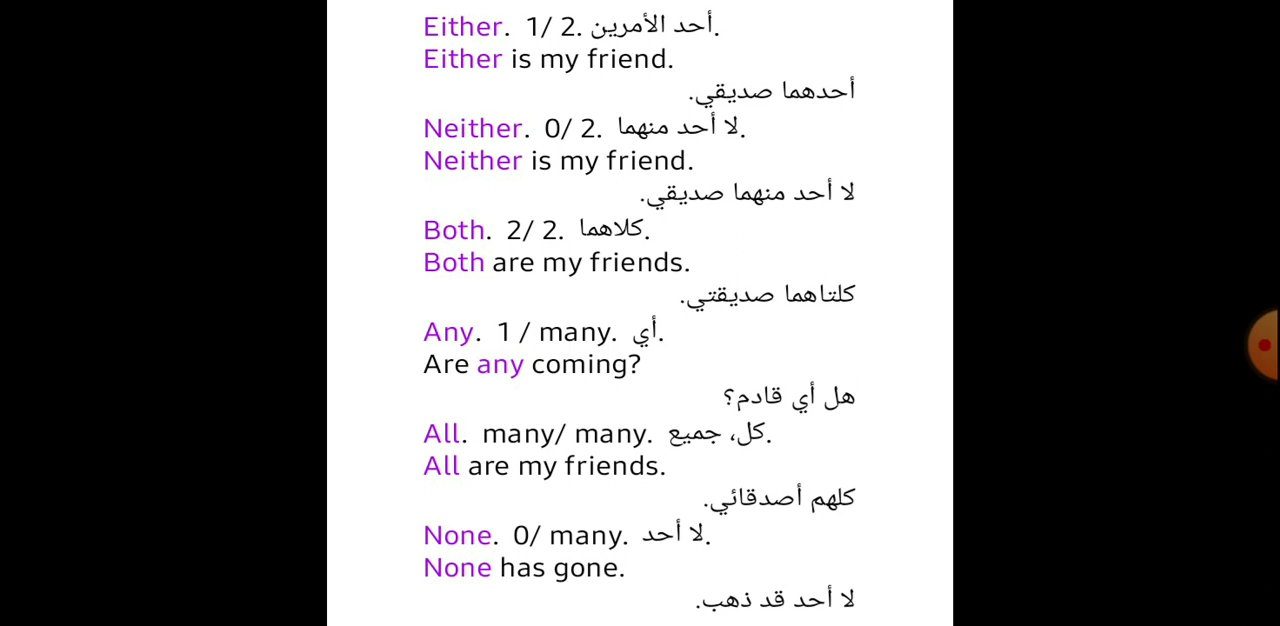 Either. 1/ 2. أحد الأمرين.
Either is my friend.
أحدهما صديقي.
Neither. 0/ 2. لا أحد منهما.
Neither is my friend.
لا أحد منهما صديقي.
Both. 2/ 2. كلاهما.
Both are my friends.
كلتاهما صديقتي.
Any. 1 / many. أي.
Are any coming?
هل أي قادم؟
All. many/ many. كل، جميع.
All are my friends.
كلهم أصدقائي.
None. 0/ many. لا أحد.
None has gone.
لا أحد قد ذهب.